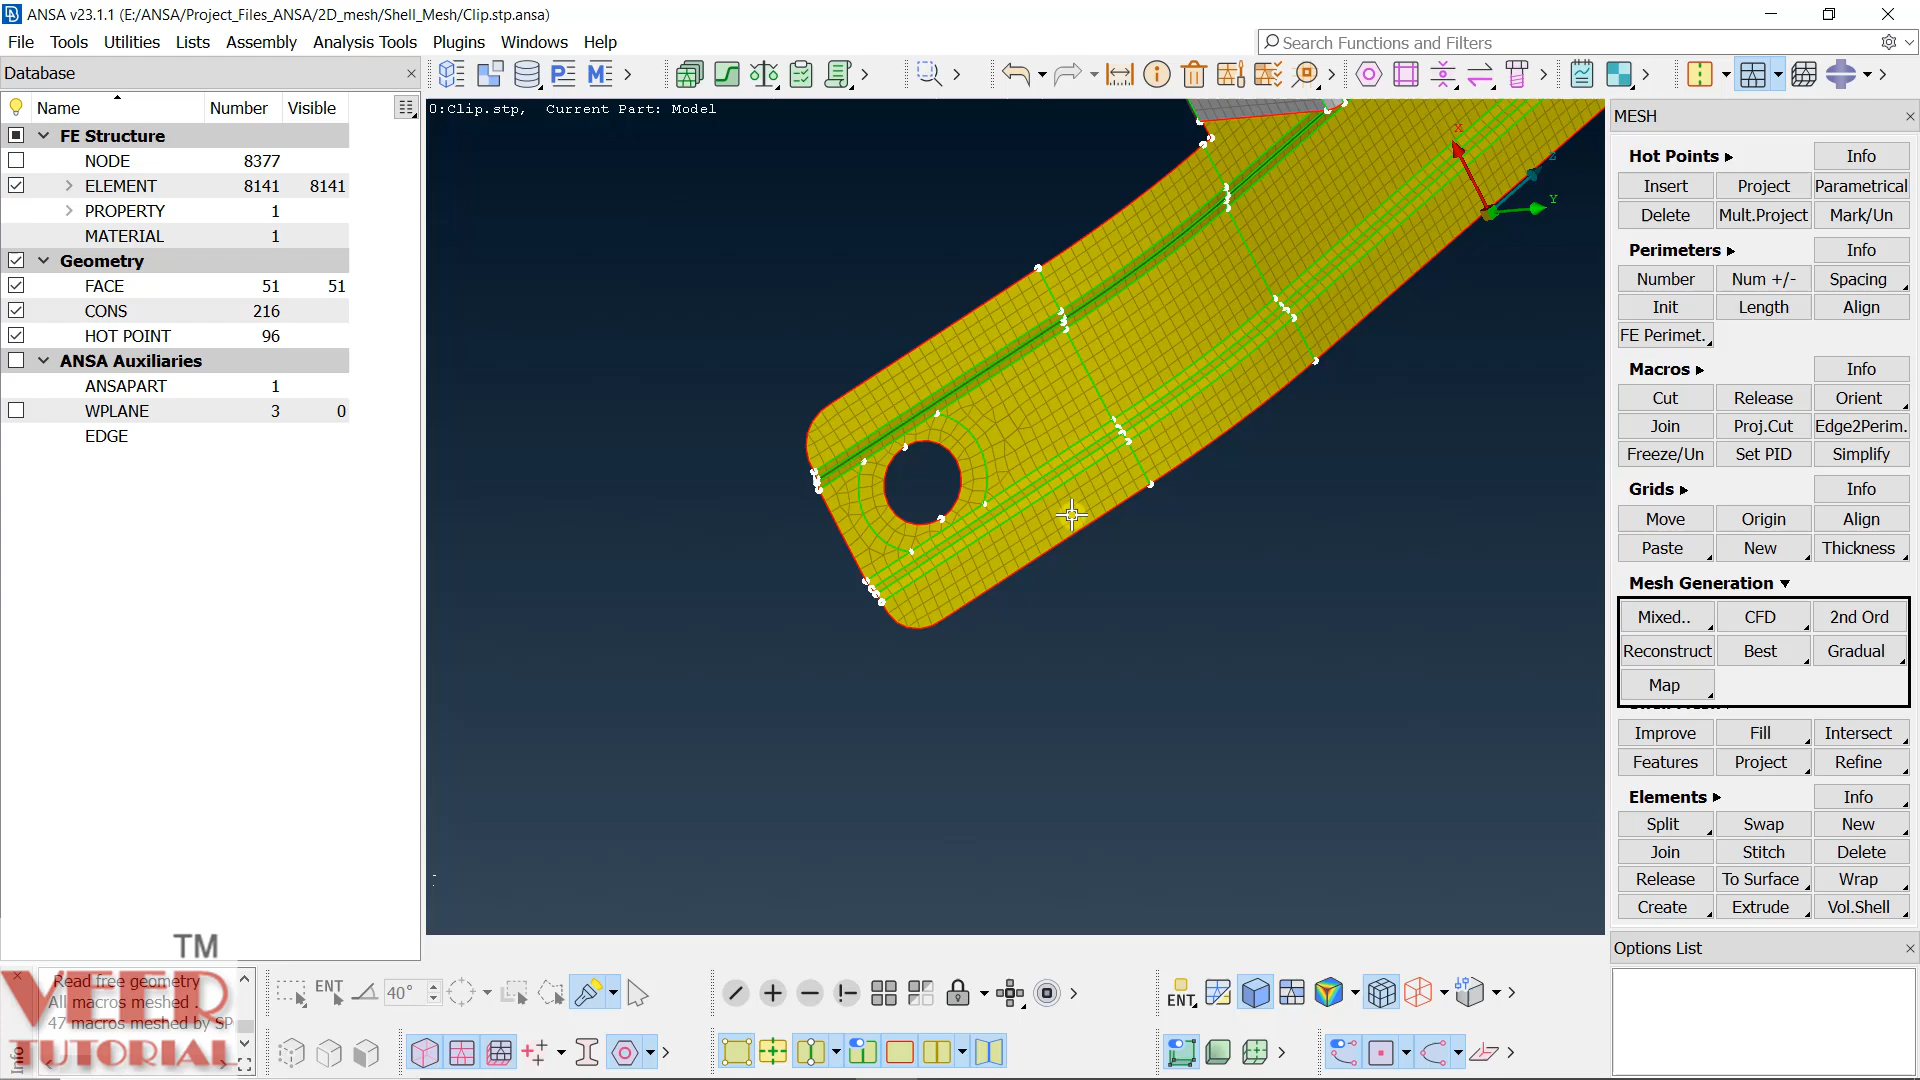 ANSA v23.1.1 (E:/ANSA/Project_Files_ANSA/2D_mesh/Shell_Mesh/Clip.stp.ansa)
File Tools Utilities Lists Assembly Analysis Tools Plugins Windows Help
Search Functions and Filters
Database
Name Number Visible
FE Structure
NODE 8377
ELEMENT 8141 8141
PROPERTY 1
MATERIAL 1
Geometry
FACE 51 51
CONS 216
HOT POINT 96
ANSA Auxiliaries
ANSAPART 1
WPLANE 3 0
EDGE
0:Clip.stp, Current Part: Model
X
Y
Z
MESH
Hot Points Info
Insert Project Parametrical
Delete Mult.Project Mark/Un
Perimeters Info
Number Num +/- Spacing
Init Length Align
FE Perimet.
Macros Info
Cut Release Orient
Join Proj.Cut Edge2Perim.
Freeze/Un Set PID Simplify
Grids Info
Move Origin Align
Paste New Thickness
Mesh Generation
Mixed.. CFD 2nd Ord
Reconstruct Best Gradual
Map
Improve Fill Intersect
Features Project Refine
Elements Info
Split Swap New
Join Stitch Delete
Release To Surface Wrap
Create Extrude Vol.Shell
Options List
TM
VEER
TUTORIAL
Read free geometry
All macros meshed .
47 macros meshed by SP
Info
ENT
40°
ENT